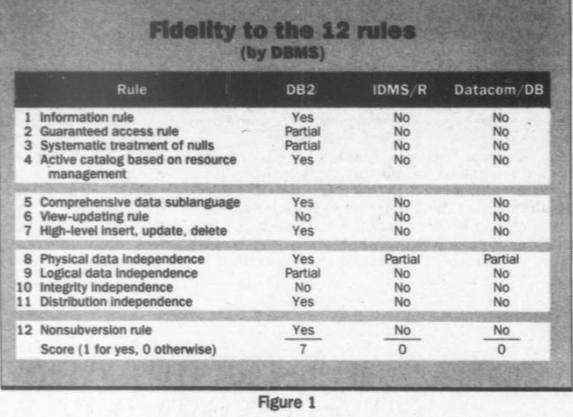 Fidelity to the 12 rules
(by DBMS)
Rule DB2 IDMS/R Datacom/DB
1 Information rule Yes No No
2 Guaranteed access rule Partial No No
3 Systematic treatment of nulls Partial No No
4 Active catalog based on resource Yes No No
management
5 Comprehensive data sublanguage Yes No No
6 View-updating rule No No No
7 High-level insert, update, delete Yes No No
8 Physical data independence Yes Partial Partial
9 Logical data independence Partial No No
10 Integrity independence No No No
11 Distribution independence Yes No No
12 Nonsubversion rule Yes No No
Score (1 for yes, 0 otherwise) 7 0 0
Figure 1